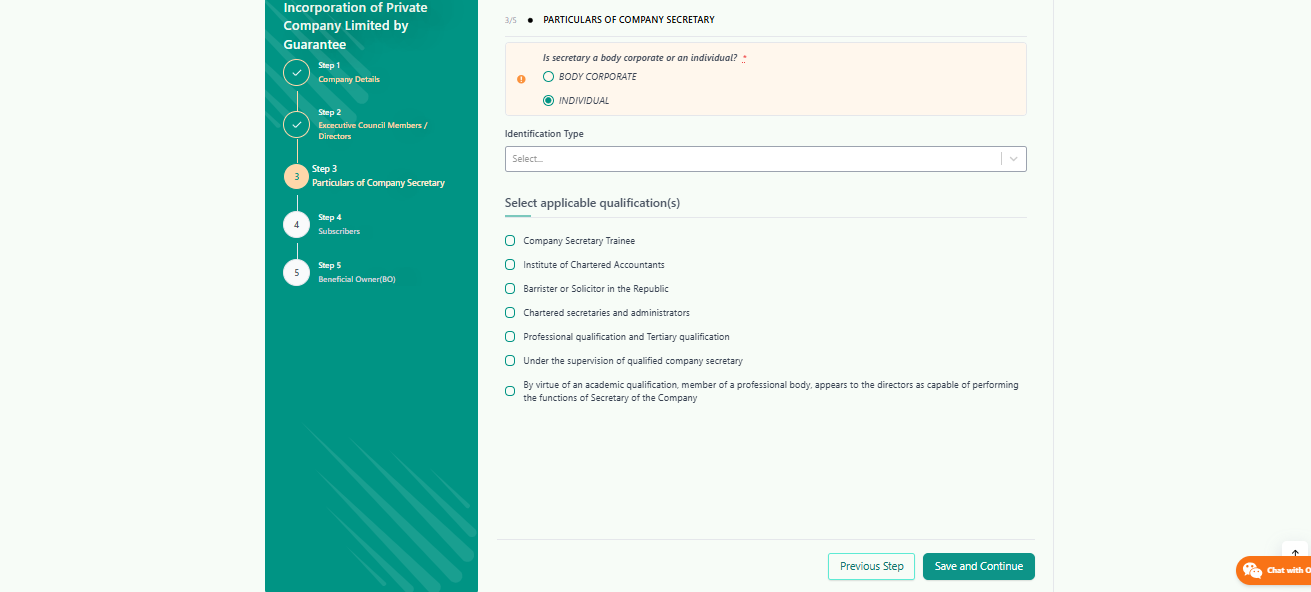 Incorporation of Private
Company Limited by
Guarantee
Step 1
Company Details
Step 2
Excecutive Council Members /
Directors
3
Step 3
Particulars of Company Secretary
4
Step 4
Subscribers
5
Step 5
Beneficial Owner(BO)
3/5 ● PARTICULARS OF COMPANY SECRETARY
Is secretary a body corporate or an individual? *
BODY CORPORATE
INDIVIDUAL
Identification Type
Select...
Select applicable qualification(s)
Company Secretary Trainee
Institute of Chartered Accountants
Barrister or Solicitor in the Republic
Chartered secretaries and administrators
Professional qualification and Tertiary qualification
Under the supervision of qualified company secretary
By virtue of an academic qualification, member of a professional body, appears to the directors as capable of performing
the functions of Secretary of the Company
Previous Step
Save and Continue
Chat with